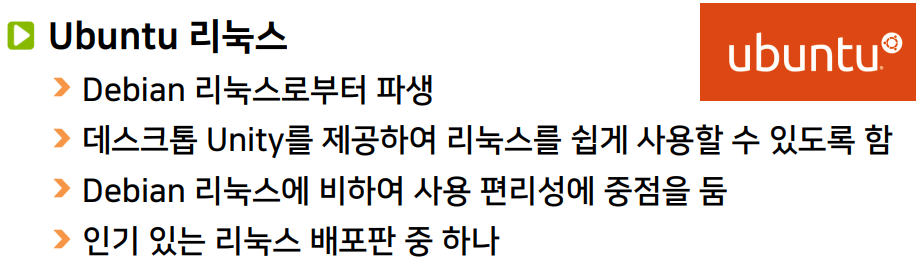 Ubuntu 리눅스
ubuntu
Debian 리눅스로부터 파생
데스크톱 Unity를 제공하여 리눅스를 쉽게 사용할 수 있도록 함
Debian 리눅스에 비하여 사용 편리성에 중점을 둠
인기 있는 리눅스 배포판 중 하나